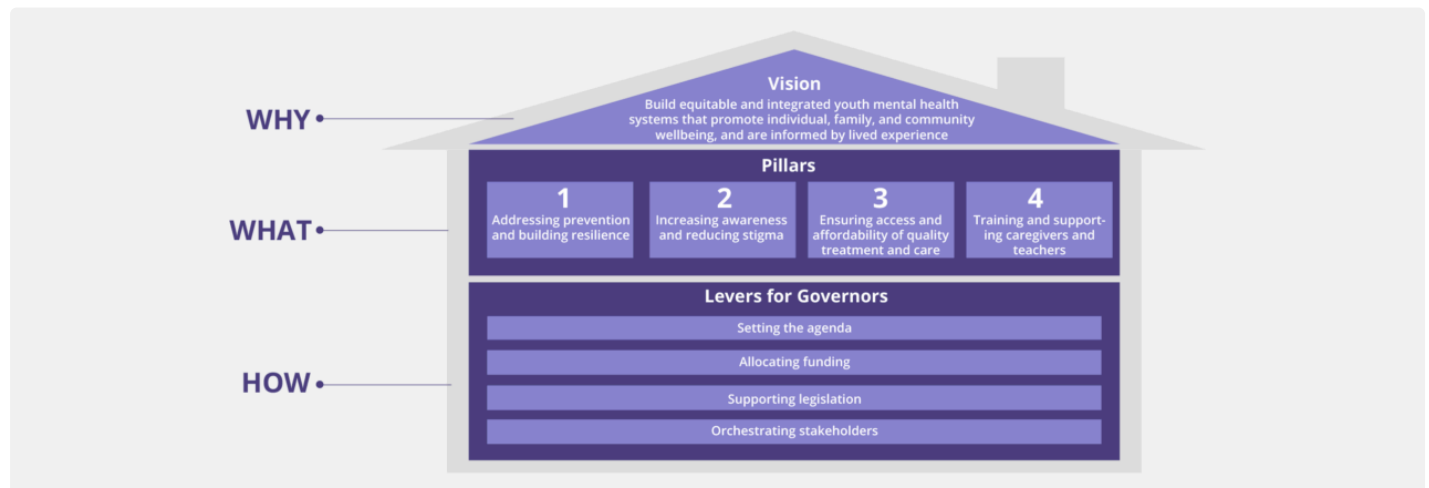 WHY
Vision
Build equitable and integrated youth mental health
systems that promote individual, family, and community
wellbeing, and are informed by lived experience
WHAT
Pillars
1
Addressing prevention
and building resilience
2
Increasing awareness
and reducing stigma
3
Ensuring access and
affordability of quality
treatment and care
4
Training and support-
ing caregivers and
teachers
HOW
Levers for Governors
Setting the agenda
Allocating funding
Supporting legislation
Orchestrating stakeholders